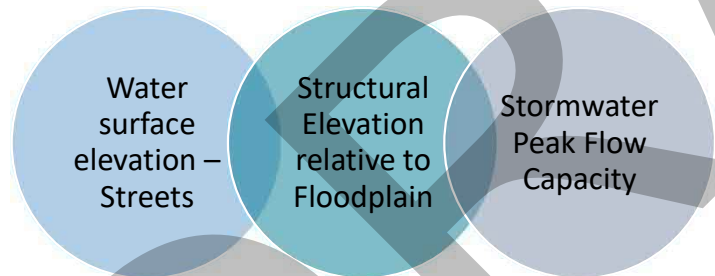 Water
surface
elevation –
Streets
Structural
Elevation
relative to
Floodplain
Stormwater
Peak Flow
Capacity